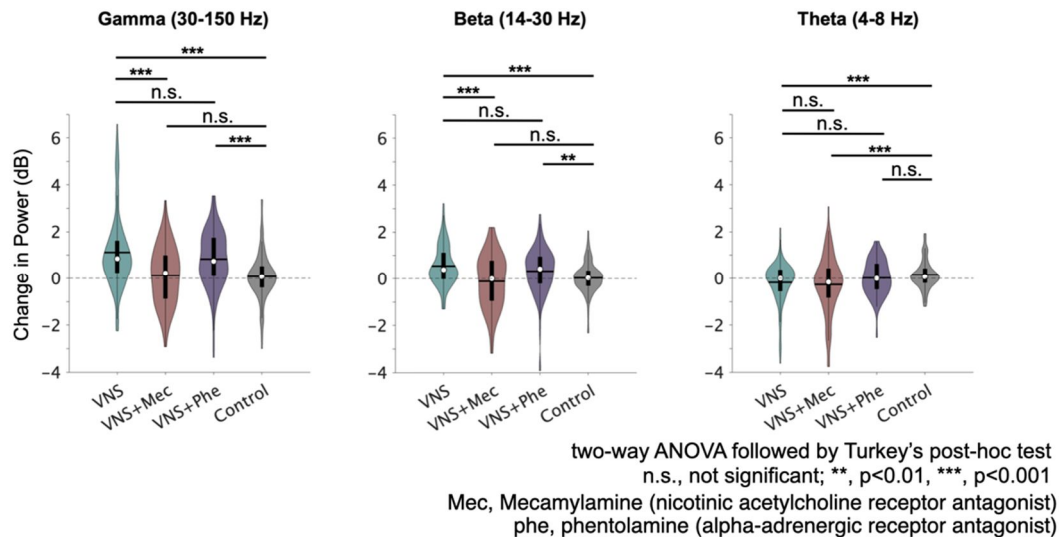 Gamma (30-150 Hz)
Beta (14-30 Hz)
Theta (4-8 Hz)
***
***
n.s.
n.s.
***
***
***
n.s.
n.s.
**
***
n.s.
n.s.
***
n.s.
Change in Power (dB)
6
4
2
0
−2
−4
VNS
VNS+Mec
VNS+Phe
Control
6
4
2
0
−2
−4
VNS
VNS+Mec
VNS+Phe
Control
6
4
2
0
−2
−4
VNS
VNS+Mec
VNS+Phe
Control
two-way ANOVA followed by Turkey's post-hoc test
n.s., not significant; **, p<0.01, ***, p<0.001
Mec, Mecamylamine (nicotinic acetylcholine receptor antagonist)
phe, phentolamine (alpha-adrenergic receptor antagonist)